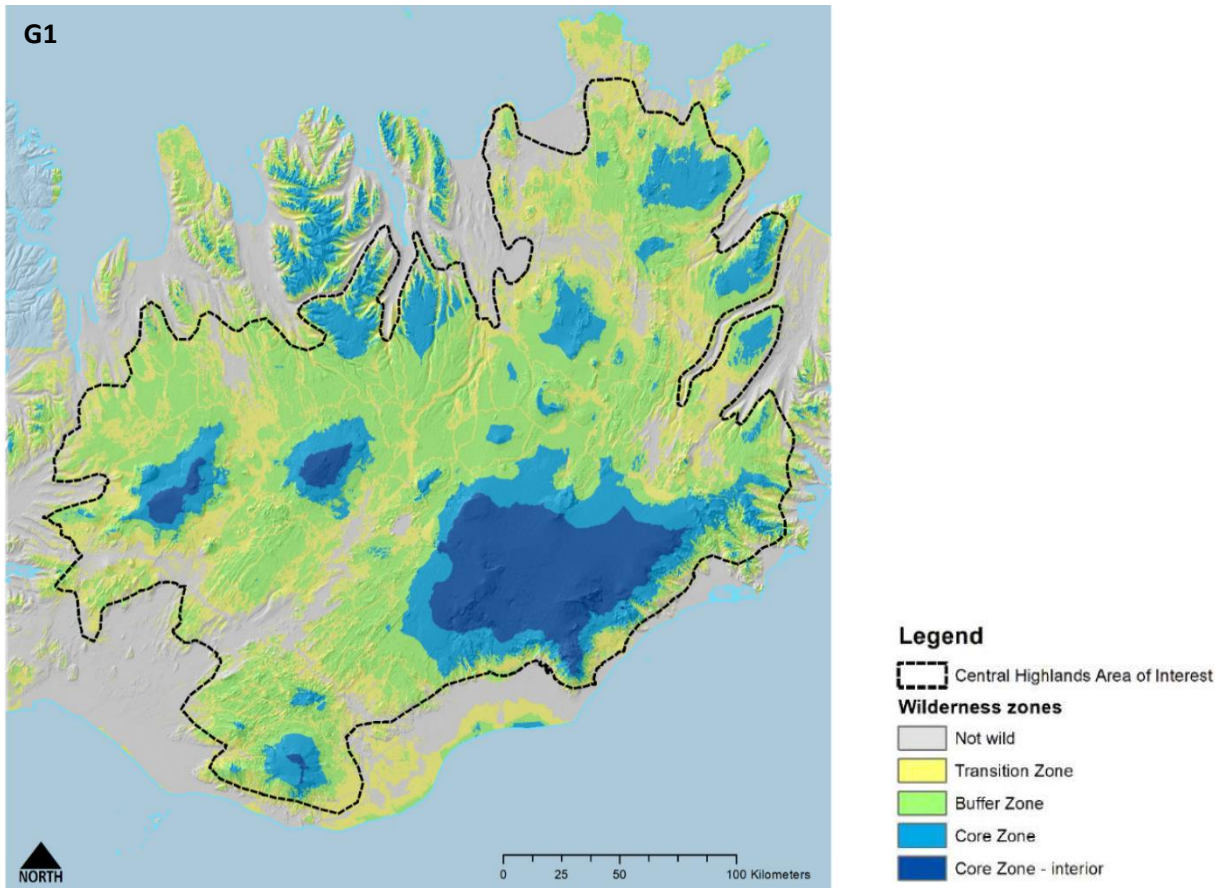 G1
NORTH
0 25 50 100 Kilometers
Legend
Central Highlands Area of Interest
Wilderness zones
Not wild
Transition Zone
Buffer Zone
Core Zone
Core Zone - interior